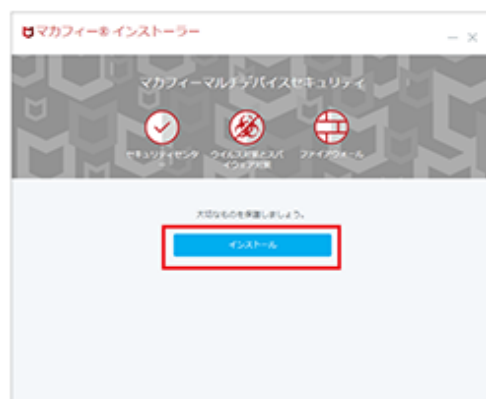 マカフィー® インストーラー
マカフィー マルチ デバイス セキュリティ
セキュリティセンタ
ー
ウイルス対策とスパ
イウェア対策
ファイアウォール
大切なものを保護しましょう。
インストール